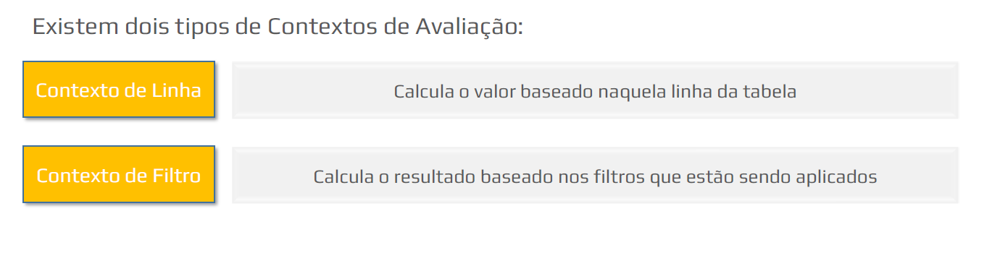 Existem dois tipos de Contextos de Avaliação:
Contexto de Linha
Calcula o valor baseado naquela linha da tabela
Contexto de Filtro
Calcula o resultado baseado nos filtros que estão sendo aplicados